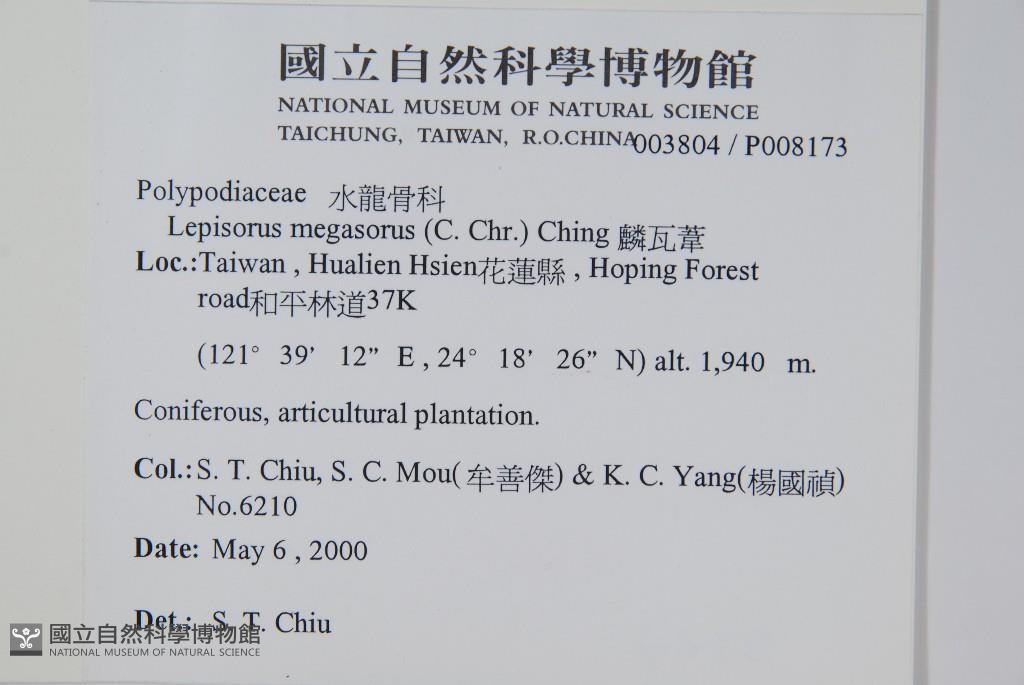 國立自然科學博物館
NATIONAL MUSEUM OF NATURAL SCIENCE
TAICHUNG, TAIWAN, R.O.CHINA 003804 / P008173
Polypodiaceae 水龍骨科
Lepisorus megasorus (C. Chr.) Ching 麟瓦葦
Loc.:Taiwan , Hualien Hsien花蓮縣 , Hoping Forest
road和平林道37K
(121° 39’ 12” E , 24° 18’ 26” N) alt. 1,940 m.
Coniferous, articultural plantation.
Col.: S. T. Chiu, S. C. Mou( 牟善傑) & K. C. Yang(楊國禎)
No.6210
Date: May 6 , 2000
Det.: S. T. Chiu
國立自然科學博物館
NATIONAL MUSEUM OF NATURAL SCIENCE